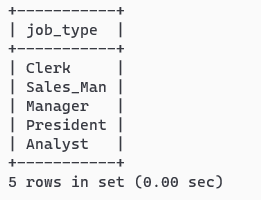 +-----------+
| job_type  |
+-----------+
| Clerk     |
| Sales_Man |
| Manager   |
| President |
| Analyst   |
+-----------+
5 rows in set (0.00 sec)